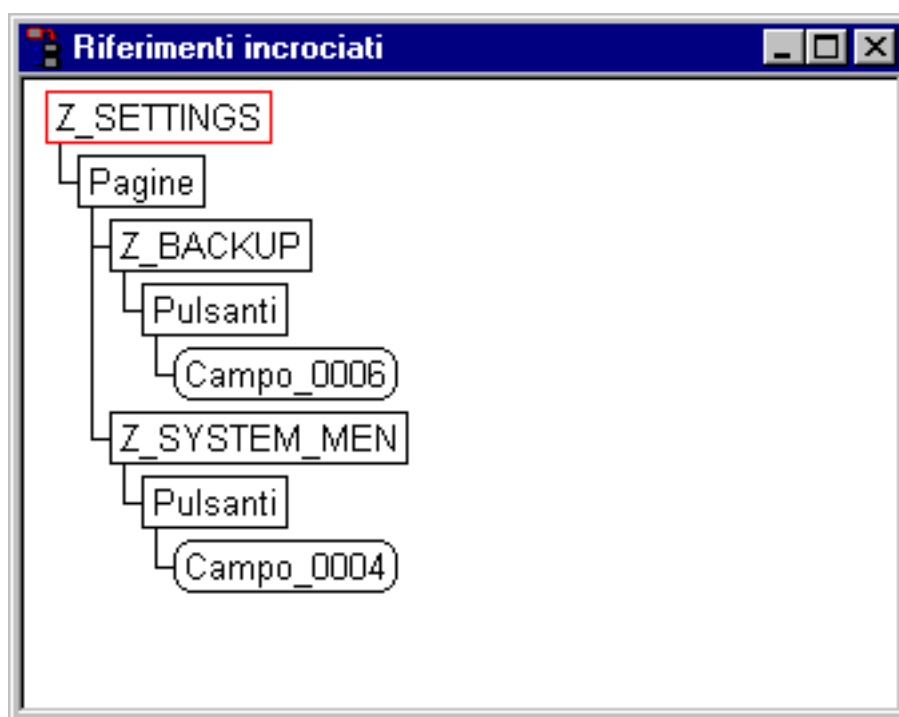 Riferimenti incrociati
Z_SETTINGS
Pagine
Z_BACKUP
Pulsanti
Campo_0006
Z_SYSTEM_MEN
Pulsanti
Campo_0004